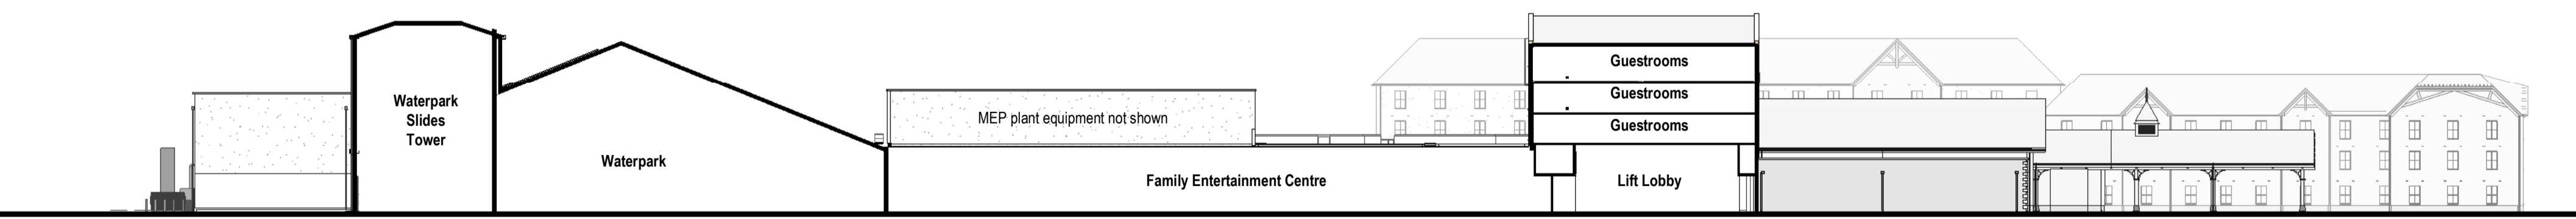 Waterpark
Slides
Tower
Waterpark
MEP plant equipment not shown
Family Entertainment Centre
Guestrooms
Guestrooms
Guestrooms
Lift Lobby